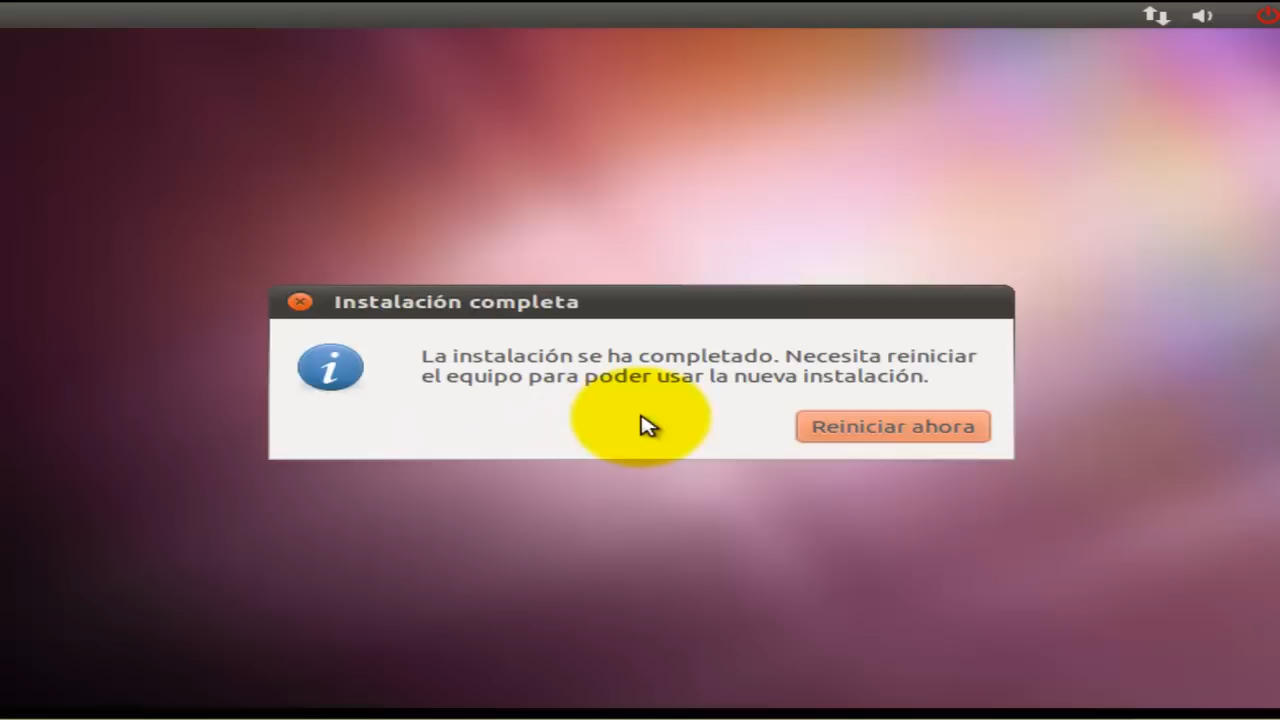 Instalación completa
La instalación se ha completado. Necesita reiniciar
el equipo para poder usar la nueva instalación.
Reiniciar ahora